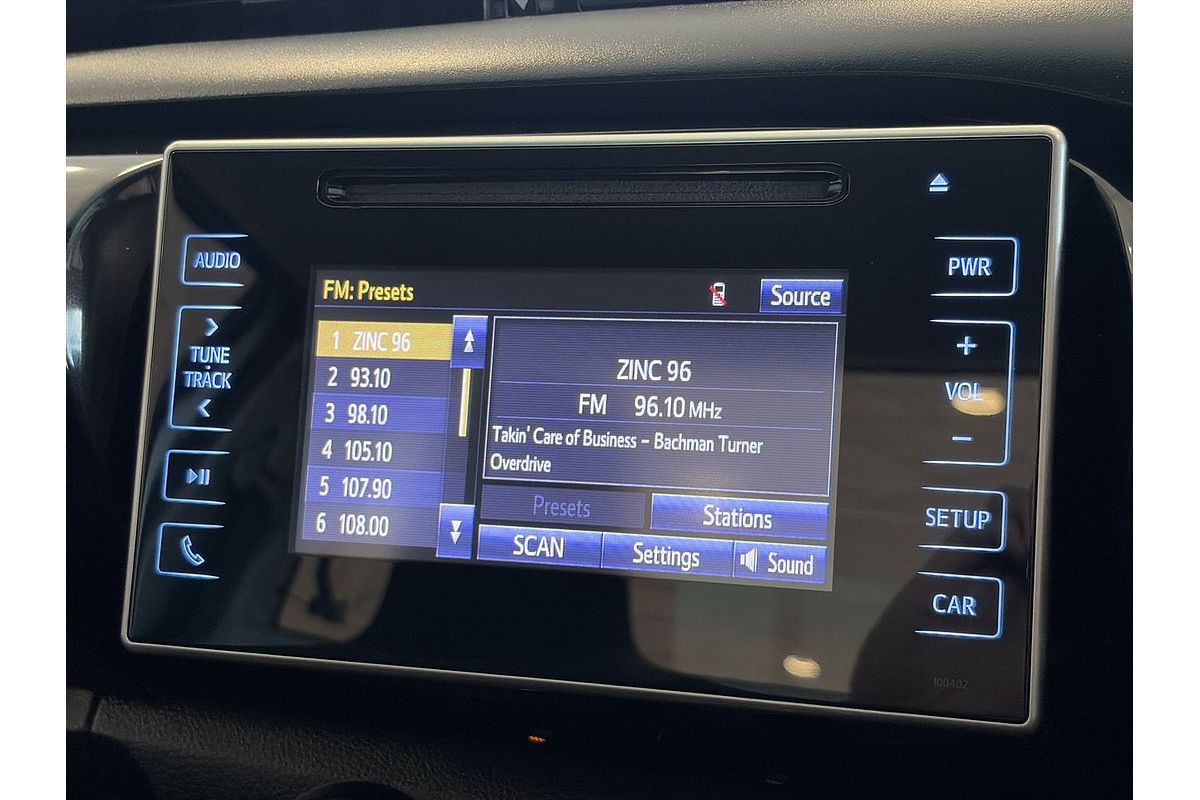 AUDIO
TUNE
TRACK
FM: Presets
Source
1 ZINC 96
2 93.10
3 98.10
4 105.10
5 107.90
6 108.00
ZINC 96
FM 96.10 MHz
Takin' Care of Business - Bachman Turner
Overdrive
Presets
Stations
SCAN
Settings
Sound
PWR
+
VOL
-
SETUP
CAR
100402